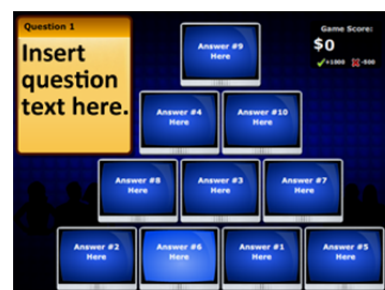 Question 1
Insert
question
text here.
Game Score:
$0
+1000 -500
Answer #9
Here
Answer #4
Here
Answer #10
Here
Answer #8
Here
Answer #3
Here
Answer #7
Here
Answer #2
Here
Answer #6
Here
Answer #1
Here
Answer #5
Here